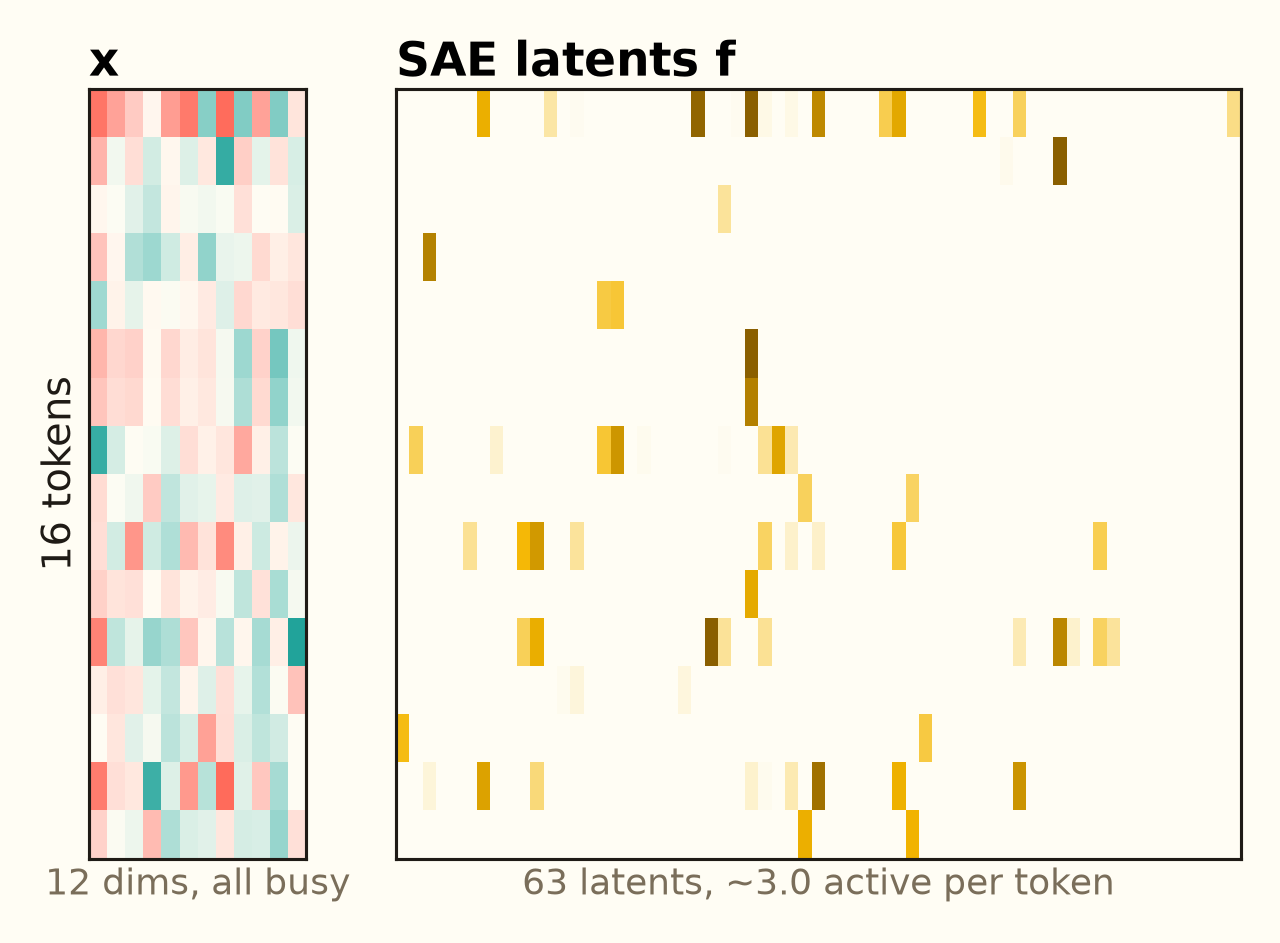 x
SAE latents f
16 tokens
12 dims, all busy
63 latents, ~3.0 active per token